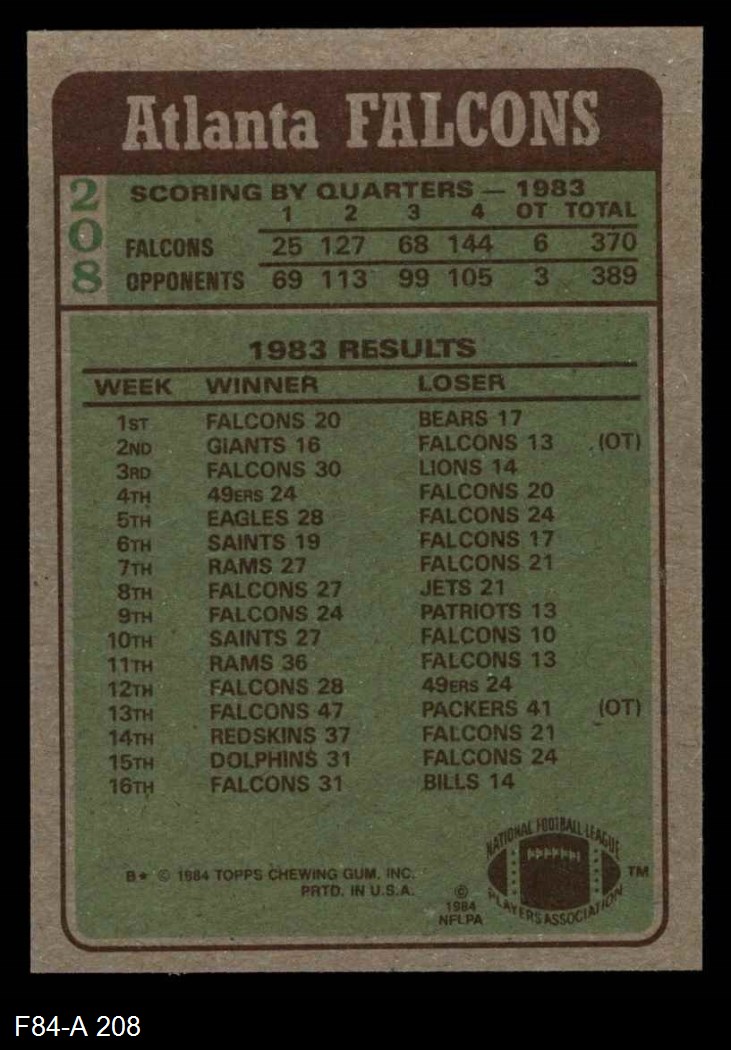 Atlanta FALCONS
208
SCORING BY QUARTERS — 1983
1 2 3 4 OT TOTAL
FALCONS 25 127 68 144 6 370
OPPONENTS 69 113 99 105 3 389
1983 RESULTS
WEEK WINNER LOSER
1ST FALCONS 20 BEARS 17
2ND GIANTS 16 FALCONS 13 (OT)
3RD FALCONS 30 LIONS 14
4TH 49ERS 24 FALCONS 20
5TH EAGLES 28 FALCONS 24
6TH SAINTS 19 FALCONS 17
7TH RAMS 27 FALCONS 21
8TH FALCONS 27 JETS 21
9TH FALCONS 24 PATRIOTS 13
10TH SAINTS 27 FALCONS 10
11TH RAMS 36 FALCONS 13
12TH FALCONS 28 49ERS 24
13TH FALCONS 47 PACKERS 41 (OT)
14TH REDSKINS 37 FALCONS 21
15TH DOLPHINS 31 FALCONS 24
16TH FALCONS 31 BILLS 14
B★ © 1984 TOPPS CHEWING GUM, INC.
PRTD. IN U.S.A.
© 1984 NFLPA
NATIONAL FOOTBALL LEAGUE
PLAYERS ASSOCIATION
TM
F84-A 208